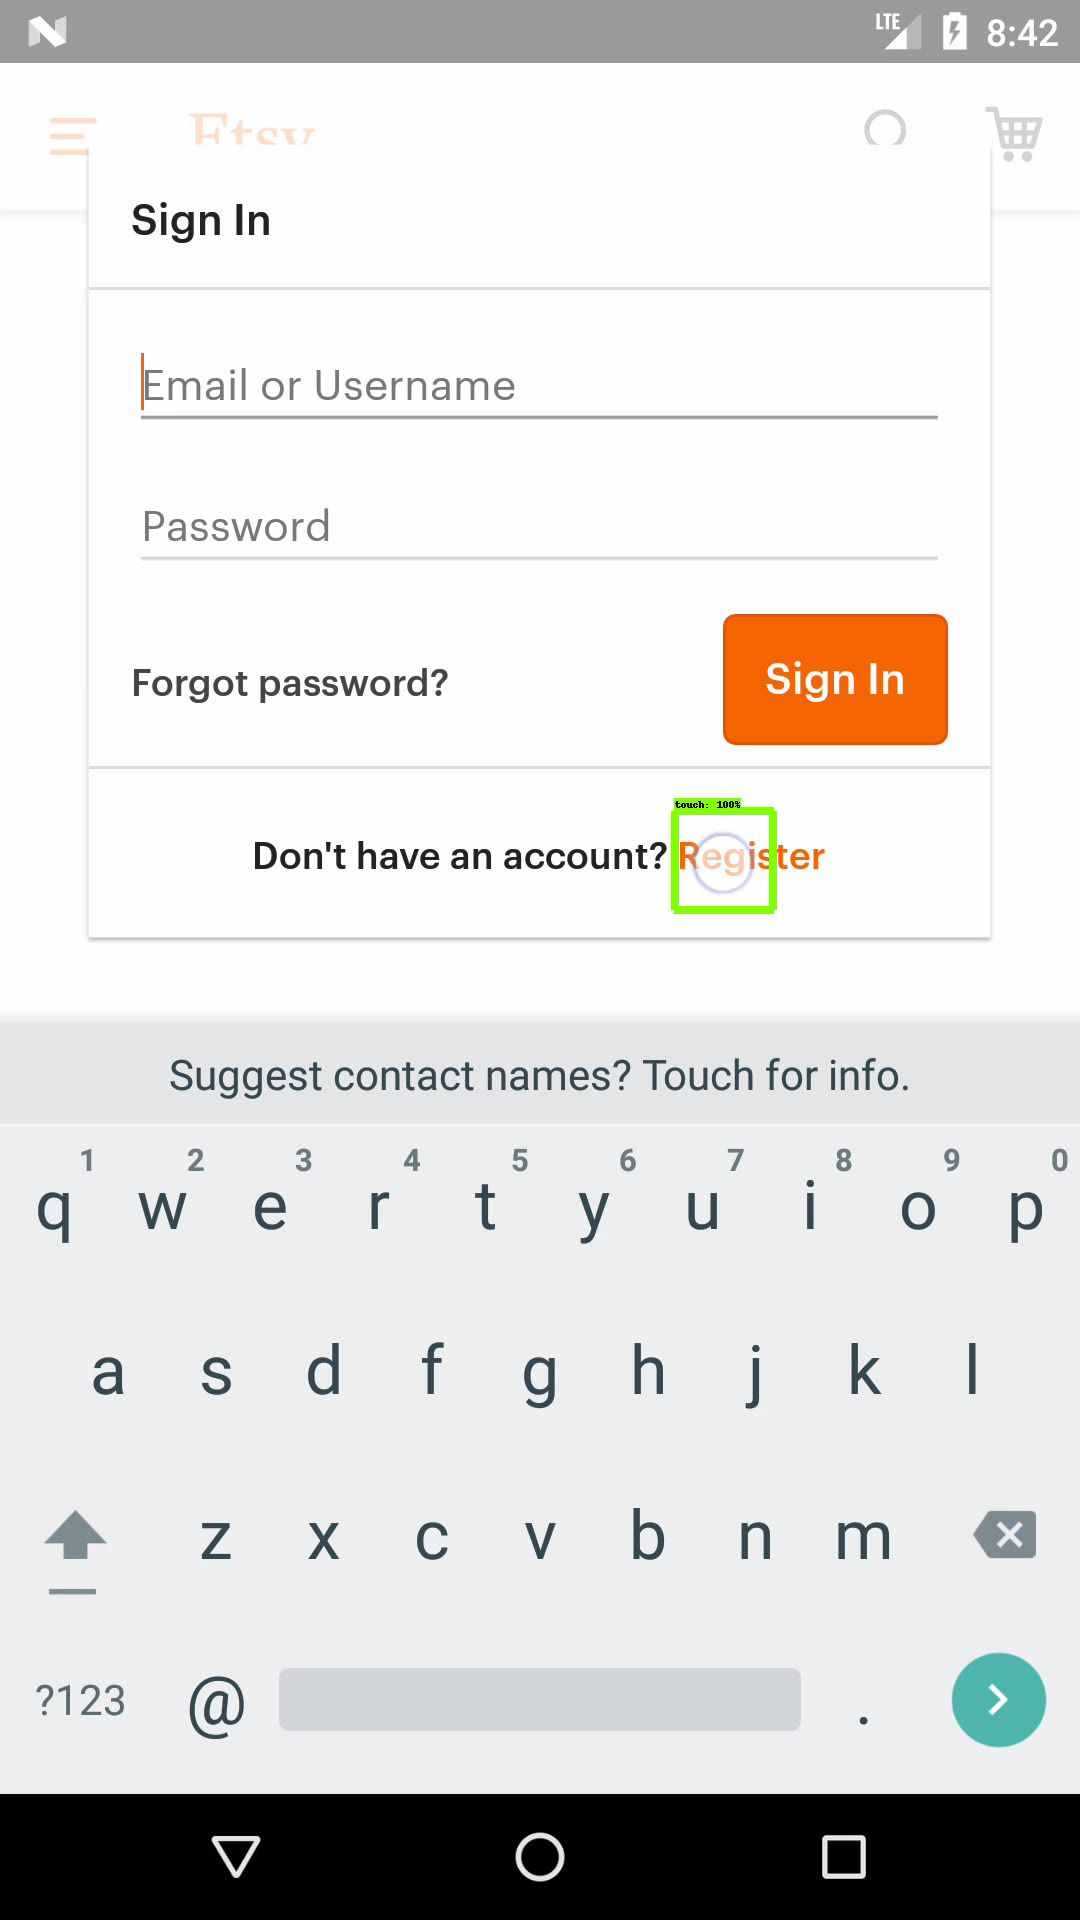 LTE 8:42
Etsy
Sign In
Email or Username
Password
Forgot password? Sign In
touch: 100%
Don't have an account? Register
Suggest contact names? Touch for info.
1 2 3 4 5 6 7 8 9 0
q w e r t y u i o p
a s d f g h j k l
z x c v b n m
?123 @ .